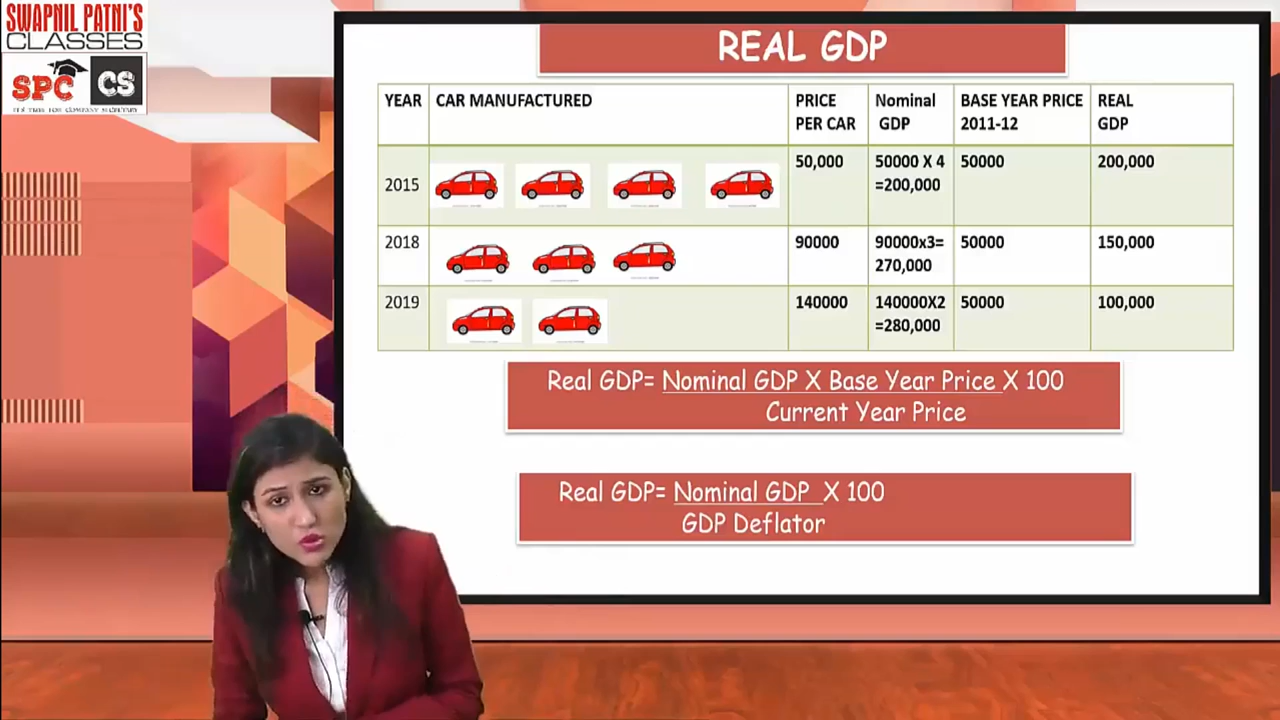 SWAPNIL PATNI'S
CLASSES
SPC CS
REAL GDP
YEAR CAR MANUFACTURED PRICE PER CAR Nominal GDP BASE YEAR PRICE 2011-12 REAL GDP
2015 50,000 50000 X 4 =200,000 50000 200,000
2018 90000 90000x3= 270,000 50000 150,000
2019 140000 140000X2 =280,000 50000 100,000
Real GDP= Nominal GDP X Base Year Price X 100
Current Year Price
Real GDP= Nominal GDP X 100
GDP Deflator